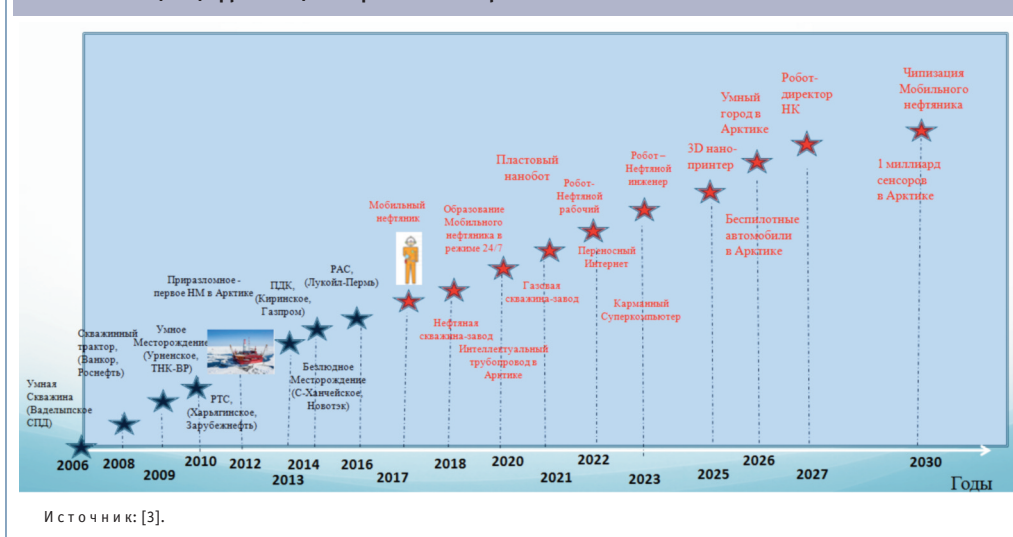 Чипизация
Мобильного
нефтяника
Робот-
директор
НК
Умный
город в
Арктике
3D нано-
принтер
1 миллиард
сенсоров
в Арктике
Беспилотные
автомобили
в Арктике
Робот –
Нефтяной
инженер
Пластовый
нанобот
Робот-
Нефтяной
рабочий
Переносный
Интернет
Карманный
Суперкомпьютер
Образование
Мобильного
нефтяника в
режиме 24/7
Газовая
скважина-завод
Мобильный
нефтяник
Нефтяная
скважина-завод
Интеллектуальный
трубопровод в
Арктике
РАС,
(Лукойл-Пермь)
ПДК,
(Киринское,
Газпром)
Безлюдное
Месторождение
(С-Ханчейское,
Новотэк)
Приразломное -
первое НМ в Арктике
Умное
Месторождение
(Урненское,
ТНК-ВР)
РТС,
(Харьягинское,
Зарубежнефть)
Скважинный
трактор,
(Ванкор,
Роснефть)
Умная
Скважина
(Ваделыпское
СПД)
2006 2008 2009 2010 2012 2013 2014 2016 2017 2018 2020 2021 2022 2023 2025 2026 2027 2030
Годы
Источник: [3].